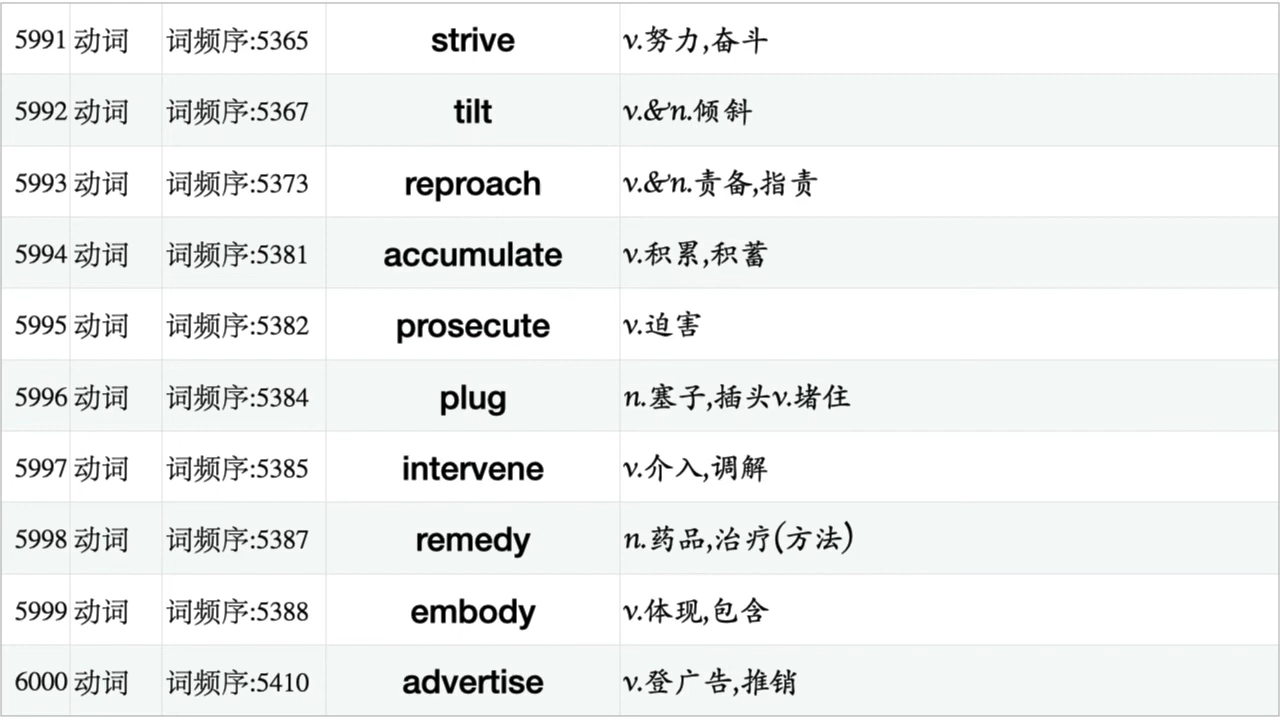 5991 动词 词频序:5365 strive v.努力,奋斗
5992 动词 词频序:5367 tilt v.&n.倾斜
5993 动词 词频序:5373 reproach v.&n.责备,指责
5994 动词 词频序:5381 accumulate v.积累,积蓄
5995 动词 词频序:5382 prosecute v.迫害
5996 动词 词频序:5384 plug n.塞子,插头v.堵住
5997 动词 词频序:5385 intervene v.介入,调解
5998 动词 词频序:5387 remedy n.药品,治疗(方法)
5999 动词 词频序:5388 embody v.体现,包含
6000 动词 词频序:5410 advertise v.登广告,推销